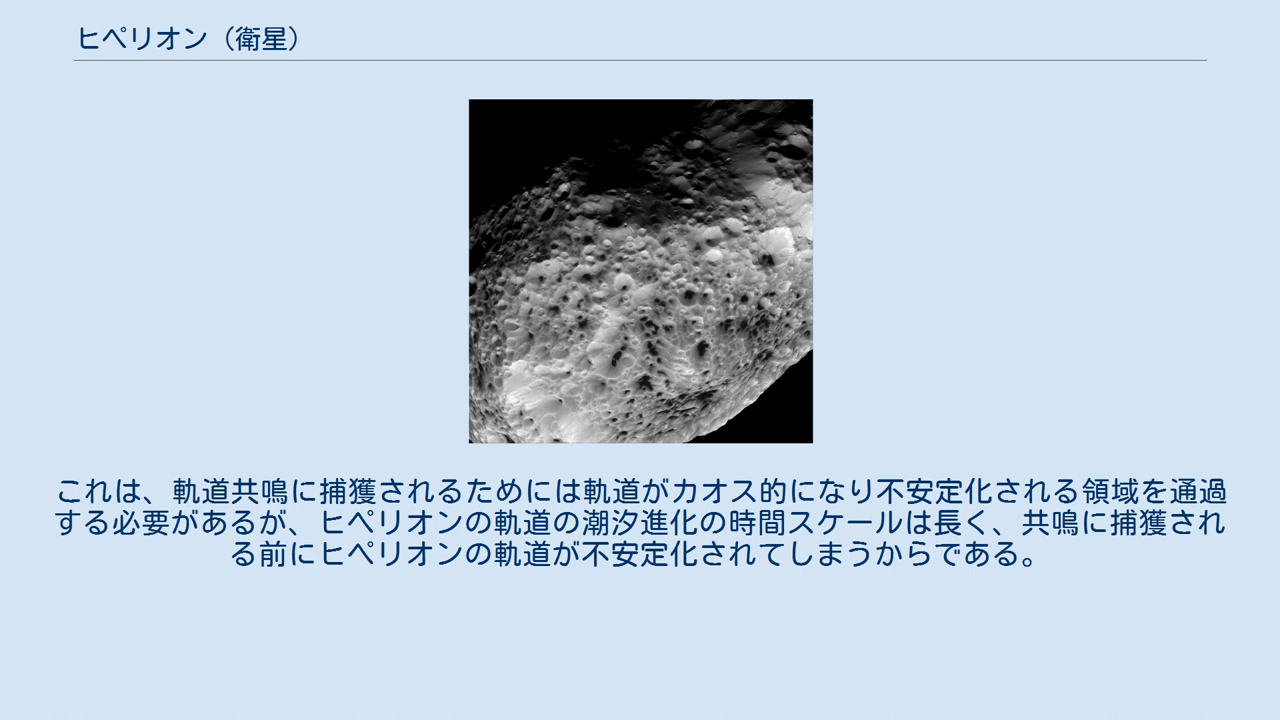 ヒペリオン（衛星）
これは、軌道共鳴に捕獲されるためには軌道がカオス的になり不安定化される領域を通過
する必要があるが、ヒペリオンの軌道の潮汐進化の時間スケールは長く、共鳴に捕獲され
る前にヒペリオンの軌道が不安定化されてしまうからである。